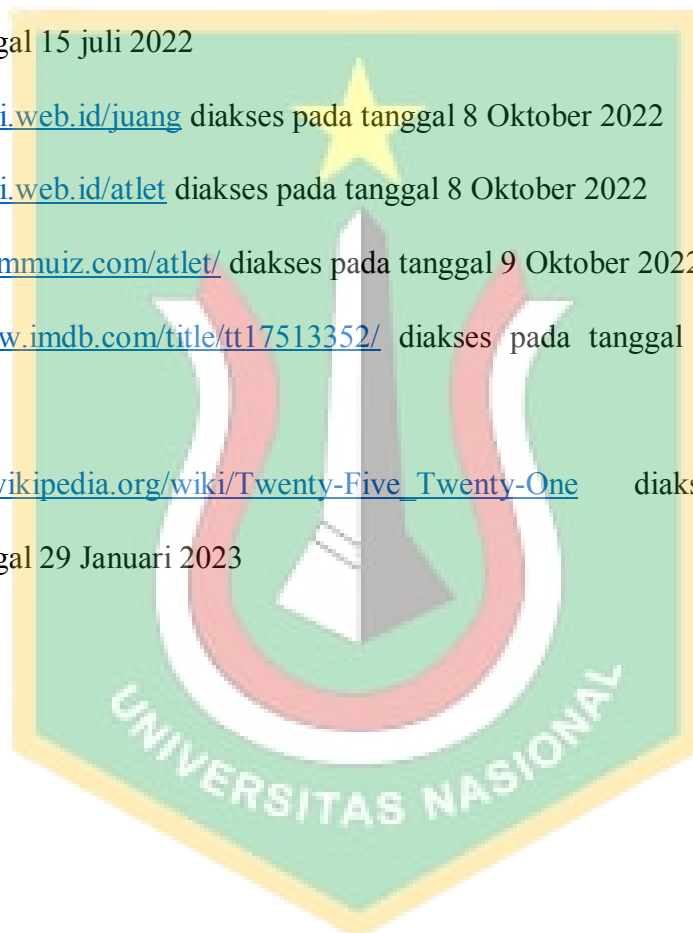 ggal 15 juli 2022
i.web.id/juang diakses pada tanggal 8 Oktober 2022
i.web.id/atlet diakses pada tanggal 8 Oktober 2022
mmuiz.com/atlet/ diakses pada tanggal 9 Oktober 2022
w.imdb.com/title/tt17513352/ diakses pada tanggal
wikipedia.org/wiki/Twenty-Five_Twenty-One diaks
ggal 29 Januari 2023
UNIVERSITAS NASIONAL